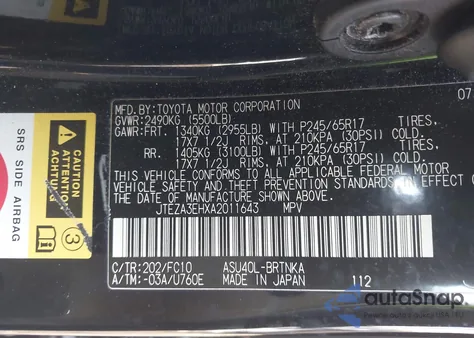 07
MFD.BY:TOYOTA MOTOR CORPORATION
GVWR:2490KG (5500LB)
GAWR:FRT. 1340KG (2955LB) WITH P245/65R17 TIRES,
17X7 1/2J RIMS, AT 210KPA (30PSI) COLD.
RR. 1405KG (3100LB) WITH P245/65R17 TIRES,
17X7 1/2J RIMS, AT 210KPA (30PSI) COLD.
THIS VEHICLE CONFORMS TO ALL APPLICABLE FEDERAL MOTOR
VEHICLE SAFETY AND THEFT PREVENTION STANDARDS IN EFFECT
THE DATE OF MANUFACTURE SHOWN ABOVE.
JTEZA3EHXA2011643 MPV
C/TR:202/FC10 ASU40L-BRTNKA
A/TM:-03A/U760E MADE IN JAPAN 112
SRS SIDE AIRBAG
CAUTION
ATTENTION
ACHTUNG
3
autoSnap